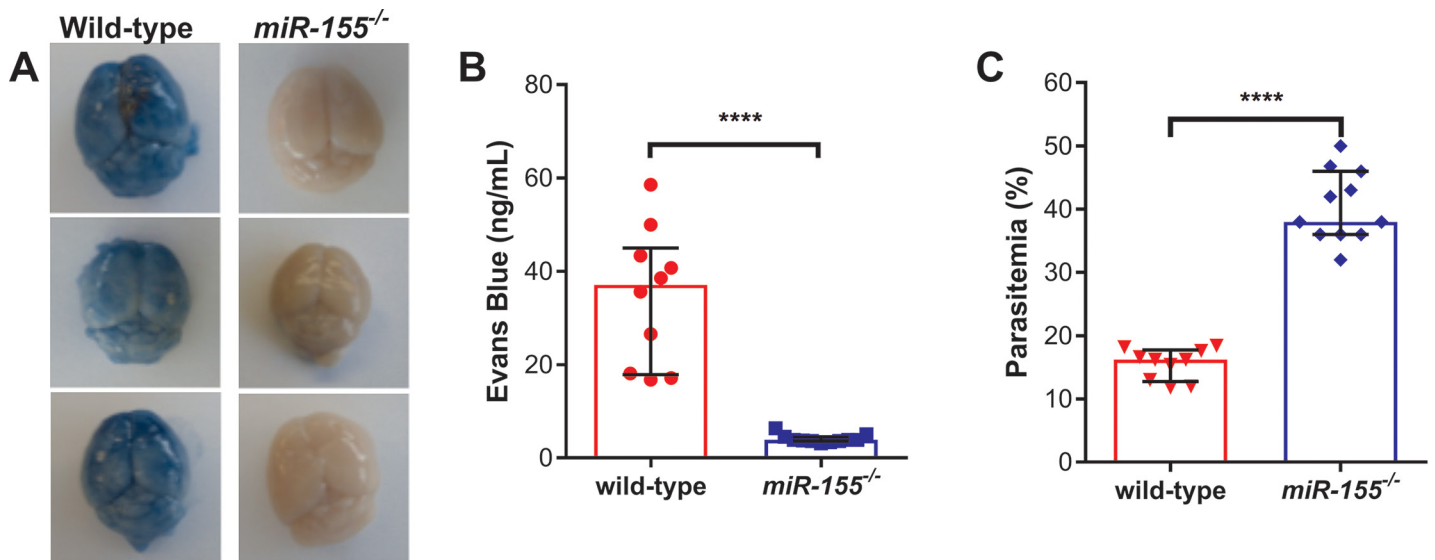 Wild-type miR-155-/-
A
B
Evans Blue (ng/mL)
80
60
40
20
0
****
wild-type miR-155-/-
C
Parasitemia (%)
60
50
40
30
20
10
0
****
wild-type miR-155-/-